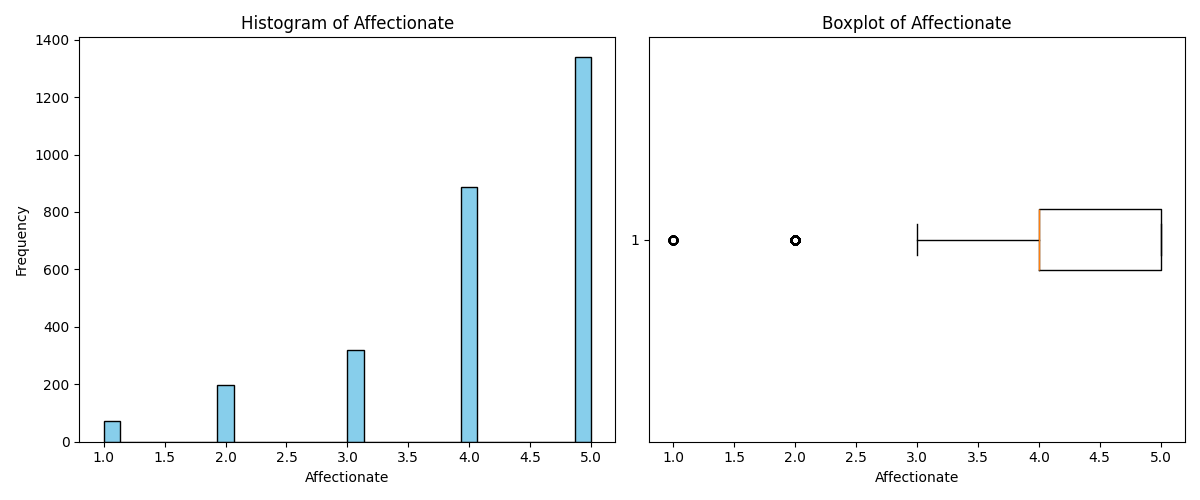 Histogram of Affectionate
Boxplot of Affectionate
1400
1200
1000
800
600
400
200
0
Frequency
1.0 1.5 2.0 2.5 3.0 3.5 4.0 4.5 5.0
Affectionate
1
1.0 1.5 2.0 2.5 3.0 3.5 4.0 4.5 5.0
Affectionate